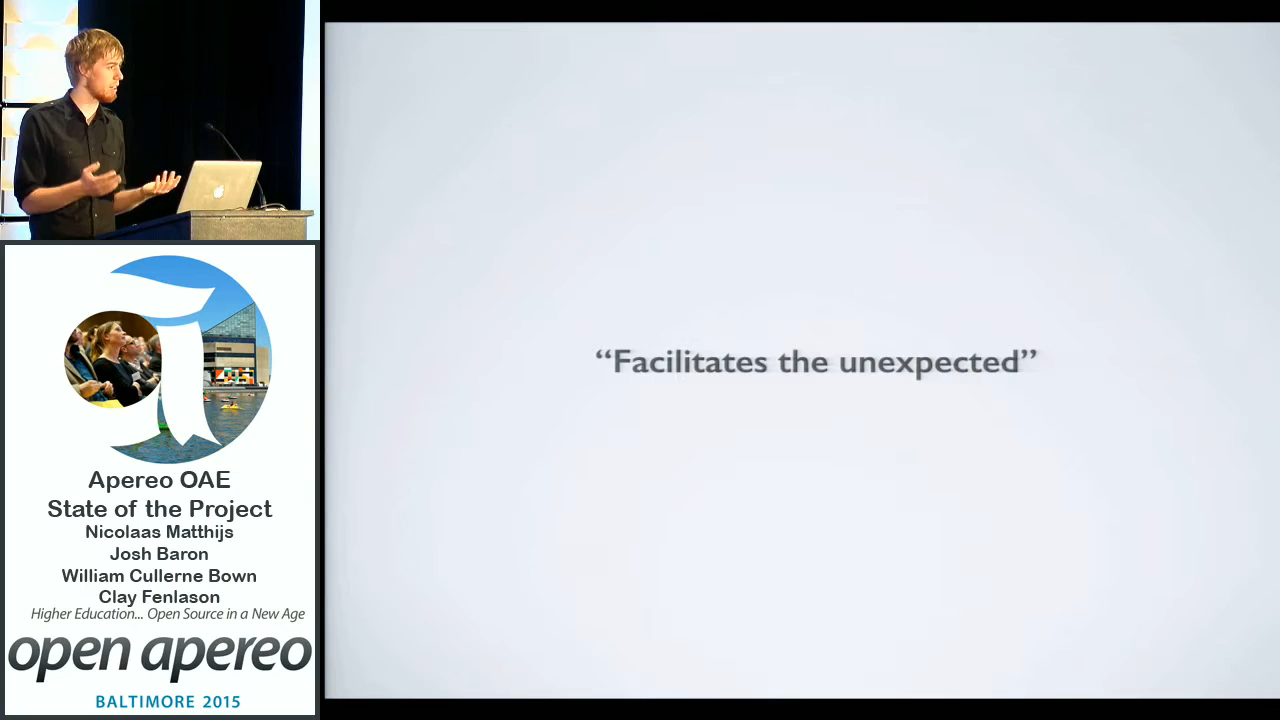 “Facilitates the unexpected”
Apereo OAE
State of the Project
Nicolaas Matthijs
Josh Baron
William Cullerne Bown
Clay Fenlason
Higher Education... Open Source in a New Age
open apereo
BALTIMORE 2015